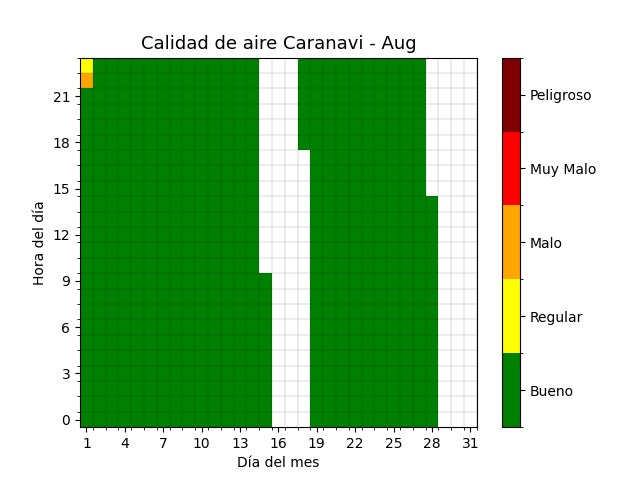 Calidad de aire Caranavi - Aug
Hora del día
21
18
15
12
9
6
3
0
1 4 7 10 13 16 19 22 25 28 31
Día del mes
Peligroso
Muy Malo
Malo
Regular
Bueno